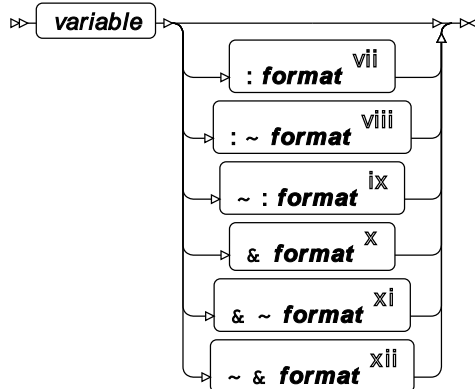 variable
: format vii
: ~ format viii
~ : format ix
& format x
& ~ format xi
~ & format xii